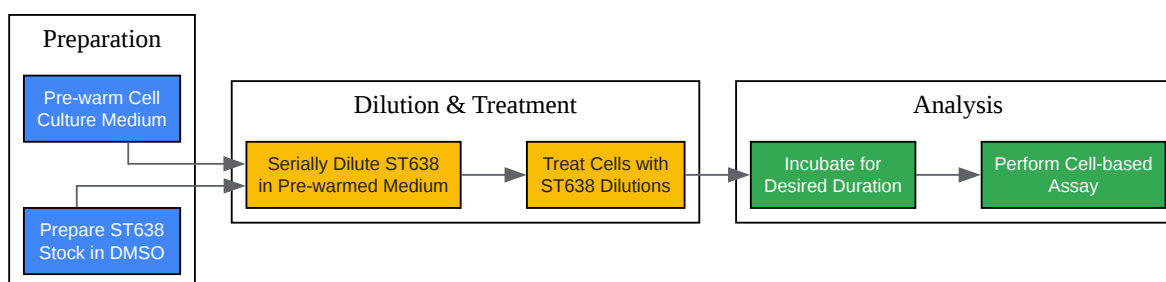 Preparation
Pre-warm Cell
Culture Medium
Prepare ST638
Stock in DMSO
Dilution & Treatment
Serially Dilute ST638
in Pre-warmed Medium
Treat Cells with
ST638 Dilutions
Analysis
Incubate for
Desired Duration
Perform Cell-based
Assay